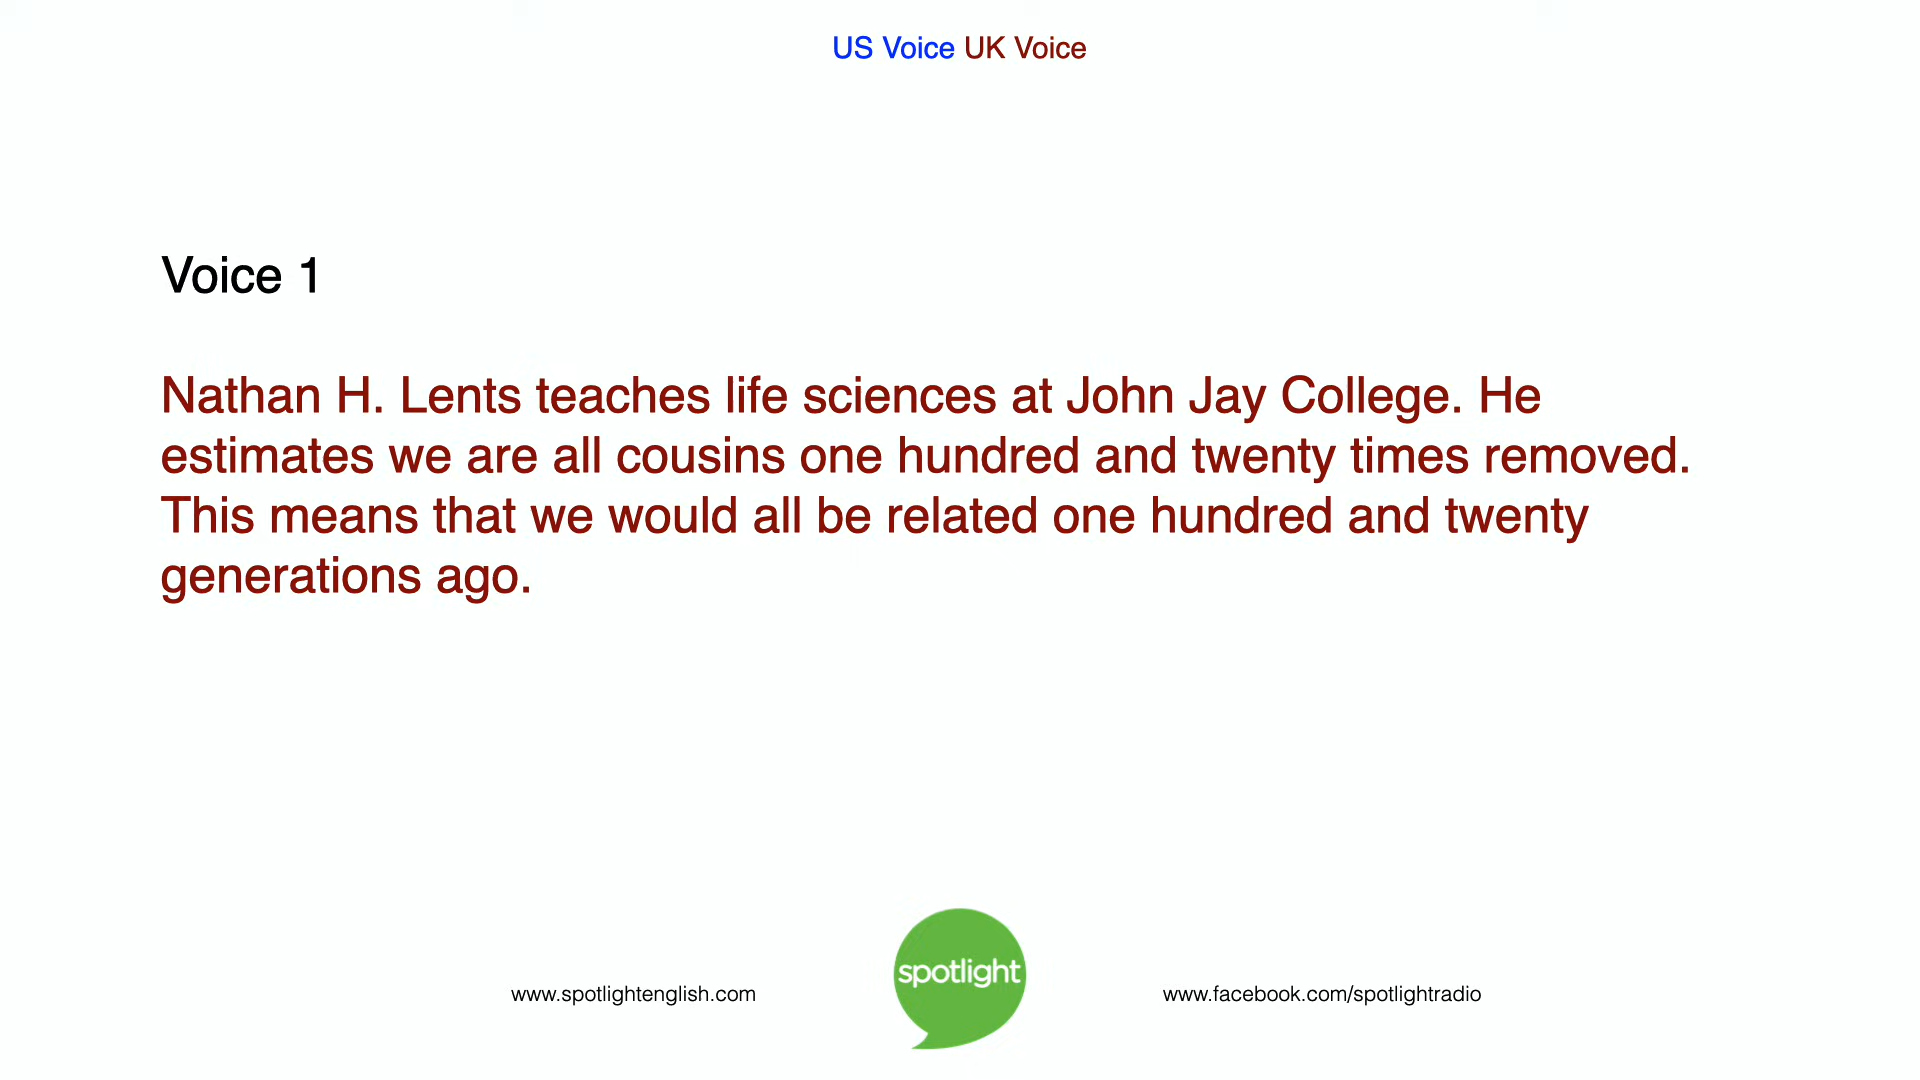 US Voice UK Voice
Voice 1
Nathan H. Lents teaches life sciences at John Jay College. He
estimates we are all cousins one hundred and twenty times removed.
This means that we would all be related one hundred and twenty
generations ago.
spotlight
www.spotlightenglish.com
www.facebook.com/spotlightradio